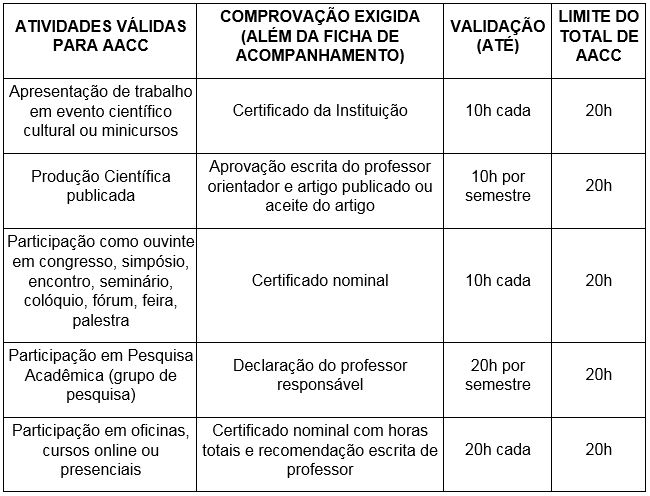 ATIVIDADES VÁLIDAS
PARA AACC
COMPROVAÇÃO EXIGIDA
(ALÉM DA FICHA DE
ACOMPANHAMENTO)
VALIDAÇÃO
(ATÉ)
LIMITE DO
TOTAL DE
AACC
Apresentação de trabalho
em evento científico
cultural ou minicursos
Certificado da Instituição
10h cada
20h
Produção Científica
publicada
Aprovação escrita do professor
orientador e artigo publicado ou
aceite do artigo
10h por
semestre
20h
Participação como ouvinte
em congresso, simpósio,
encontro, seminário,
colóquio, fórum, feira,
palestra
Certificado nominal
10h cada
20h
Participação em Pesquisa
Acadêmica (grupo de
pesquisa)
Declaração do professor
responsável
20h por
semestre
20h
Participação em oficinas,
cursos online ou
presenciais
Certificado nominal com horas
totais e recomendação escrita de
professor
20h cada
20h